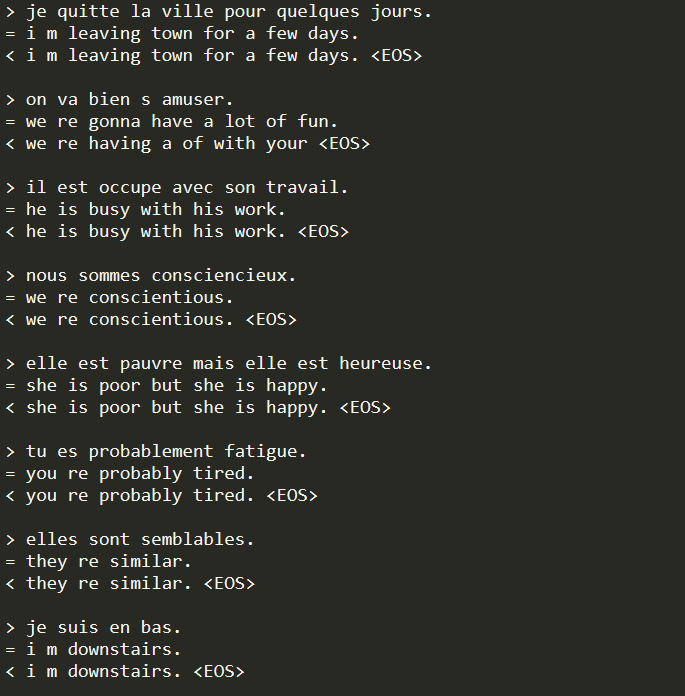 > je quitte la ville pour quelques jours.
= i m leaving town for a few days.
< i m leaving town for a few days. <EOS>
> on va bien s amuser.
= we re gonna have a lot of fun.
< we re having a of with your <EOS>
> il est occupe avec son travail.
= he is busy with his work.
< he is busy with his work. <EOS>
> nous sommes consciencieux.
= we re conscientious.
< we re conscientious. <EOS>
> elle est pauvre mais elle est heureuse.
= she is poor but she is happy.
< she is poor but she is happy. <EOS>
> tu es probablement fatigue.
= you re probably tired.
< you re probably tired. <EOS>
> elles sont semblables.
= they re similar.
< they re similar. <EOS>
> je suis en bas.
= i m downstairs.
< i m downstairs. <EOS>